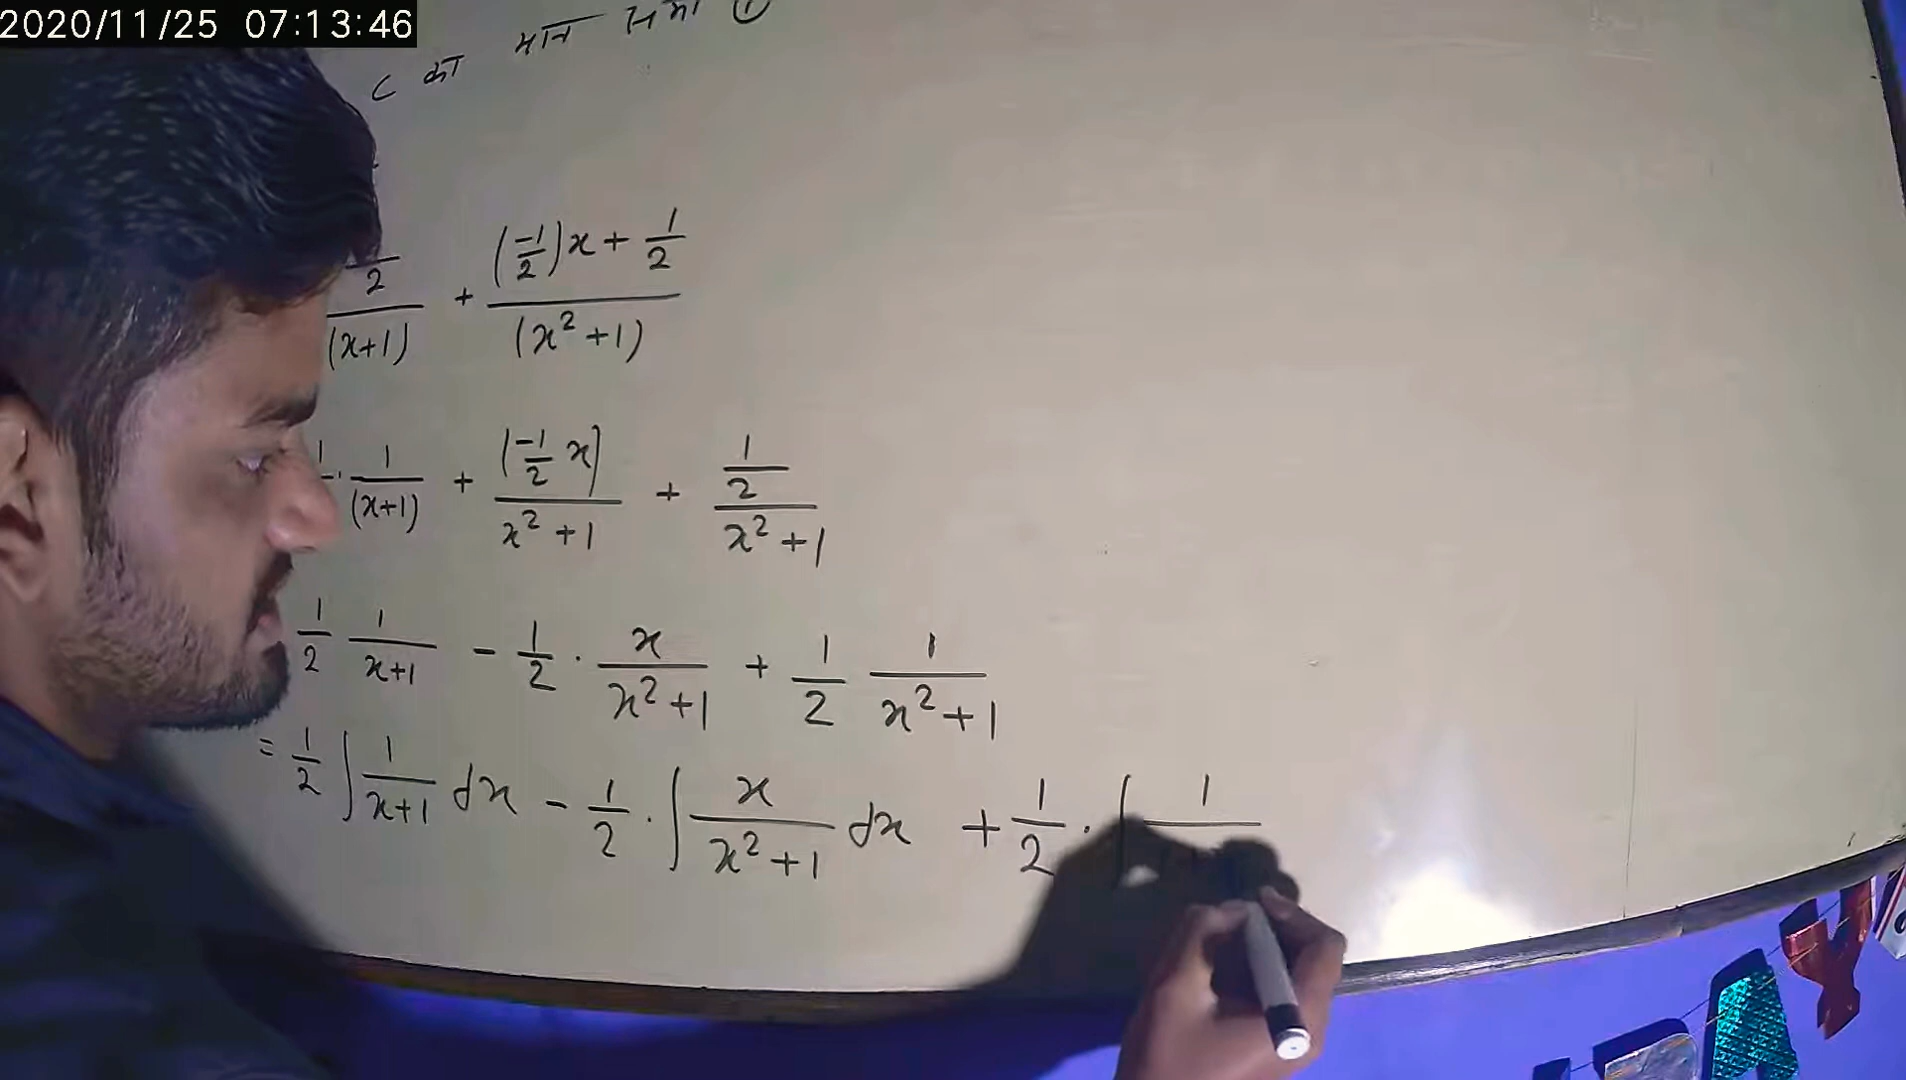 2020/11/25 07:13:46
C का मान समी ①
2/(x+1) + ((-1/2)x + 1/2)/(x² + 1)
1/(x+1) + (-1/2 x)/(x² + 1) + (1/2)/(x² + 1)
1/2 1/(x+1) - 1/2 · x/(x² + 1) + 1/2 1/(x² + 1)
= 1/2 ∫ 1/(x+1) dx - 1/2 · ∫ x/(x² + 1) dx + 1/2 · ∫ 1/